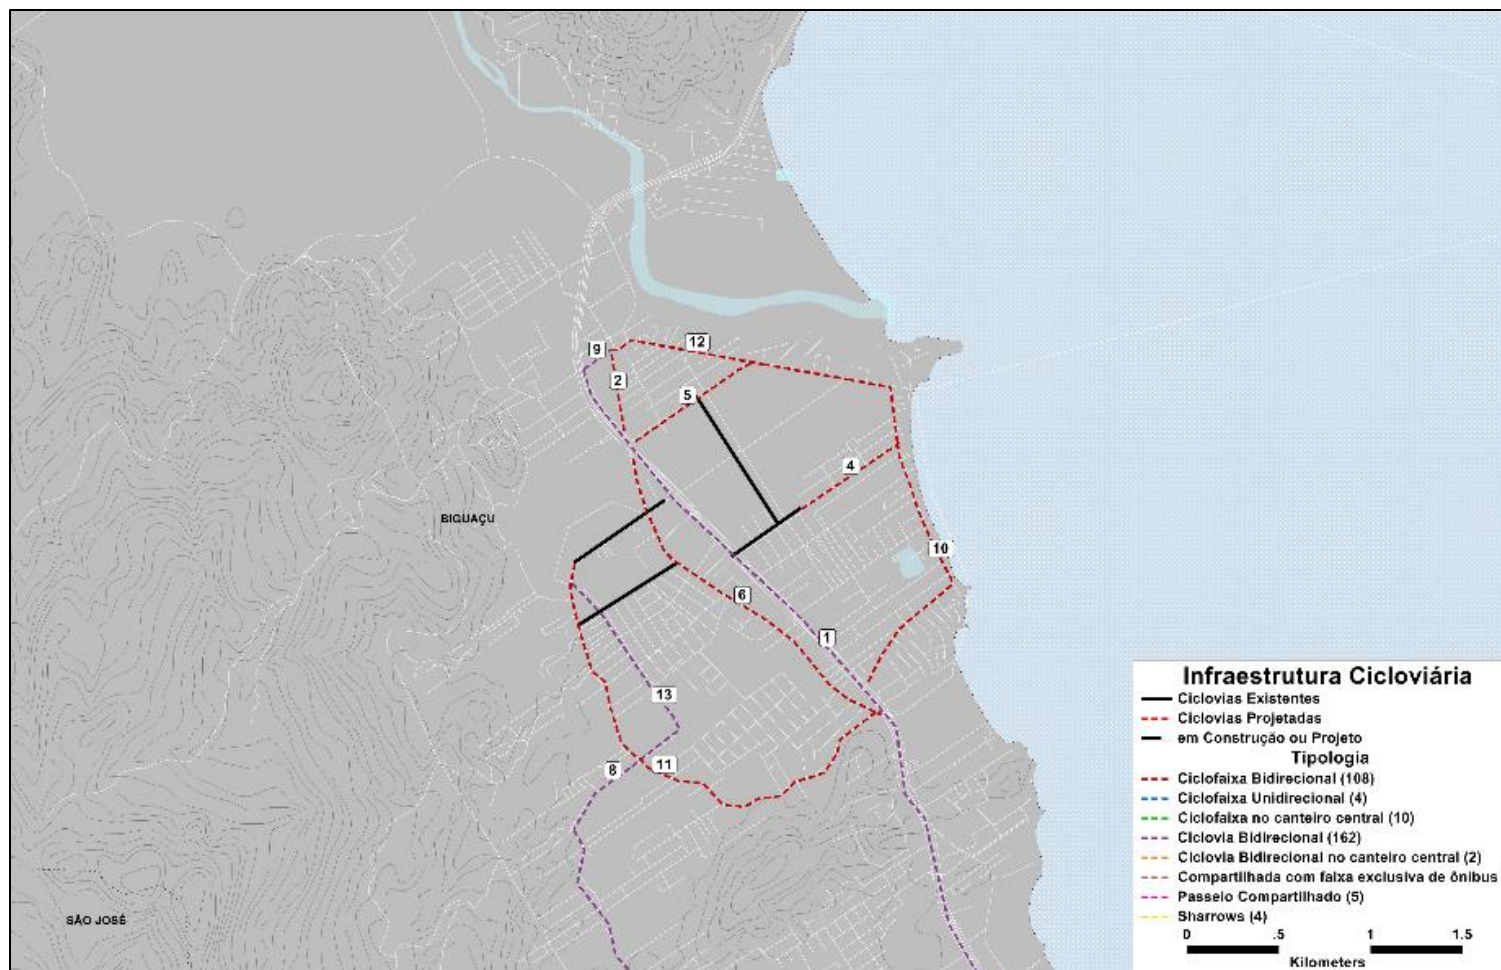 12
9
2
5
4
BIGUAÇU
10
6
1
13
8
11
SÃO JOSÉ
Infraestrutura Cicloviária
Ciclovias Existentes
Ciclovias Projetadas
em Construção ou Projeto
Tipologia
Ciclofaixa Bidirecional (108)
Ciclofaixa Unidirecional (4)
Ciclofaixa no canteiro central (10)
Ciclovia Bidirecional (162)
Ciclovia Bidirecional no canteiro central (2)
Compartilhada com faixa exclusiva de ônibus
Passeio Compartilhado (5)
Sharrows (4)
0 .5 1 1.5
Kilometers